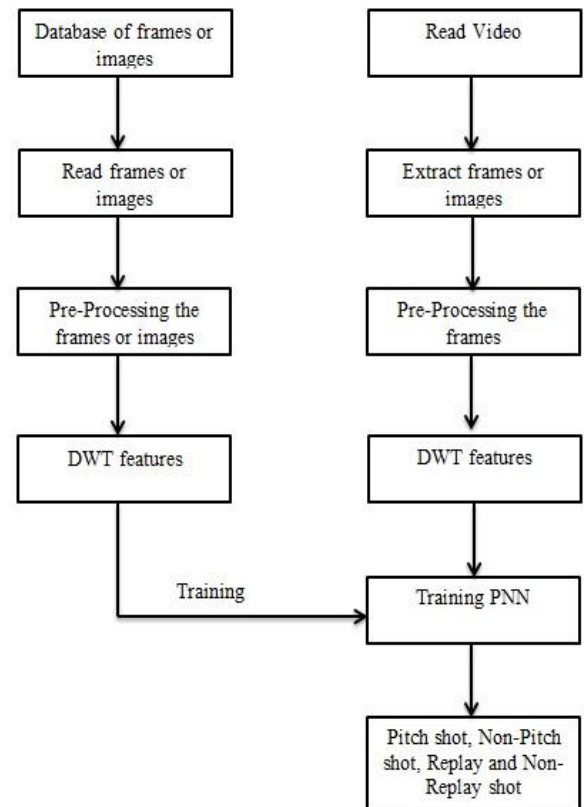 Database of frames or
images
Read frames or
images
Pre-Processing the
frames or images
DWT features
Training
Read Video
Extract frames or
images
Pre-Processing the
frames
DWT features
Training PNN
Pitch shot, Non-Pitch
shot, Replay and Non-
Replay shot